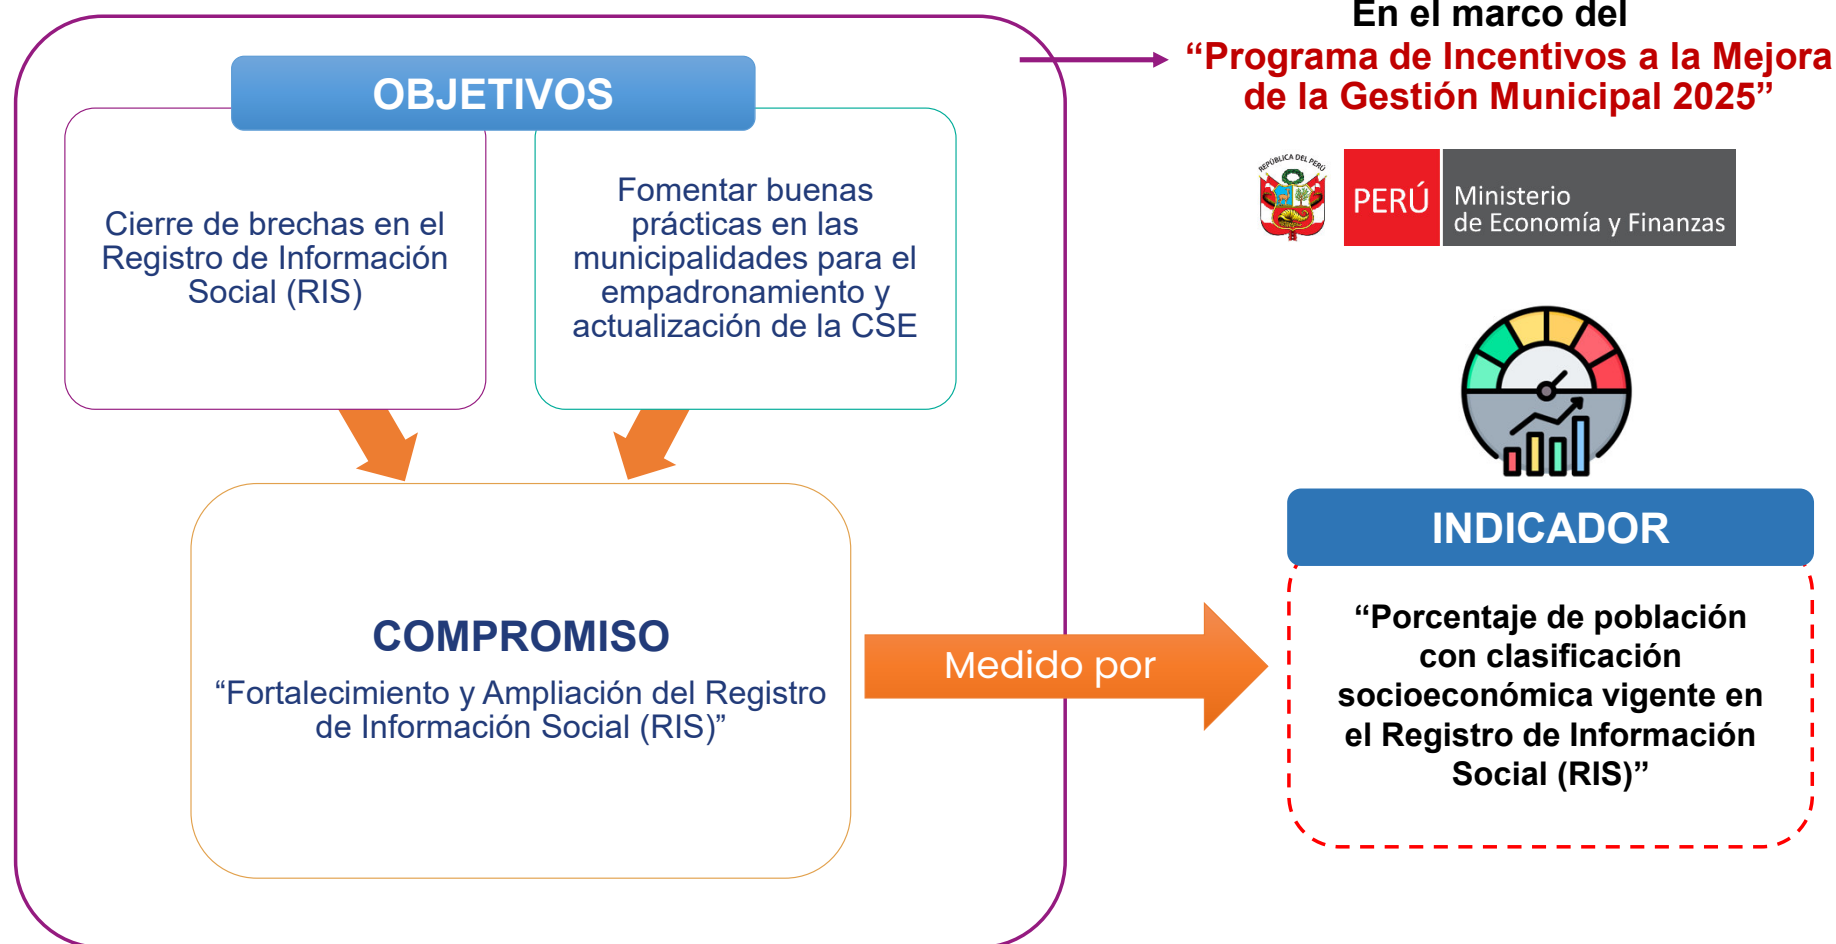 En el marco del
“Programa de Incentivos a la Mejora
de la Gestión Municipal 2025”
REPÚBLICA DEL PERÚ
PERÚ
Ministerio
de Economía y Finanzas
OBJETIVOS
Cierre de brechas en el
Registro de Información
Social (RIS)
Fomentar buenas
prácticas en las
municipalidades para el
empadronamiento y
actualización de la CSE
COMPROMISO
“Fortalecimiento y Ampliación del Registro
de Información Social (RIS)”
Medido por
INDICADOR
“Porcentaje de población
con clasificación
socioeconómica vigente en
el Registro de Información
Social (RIS)”